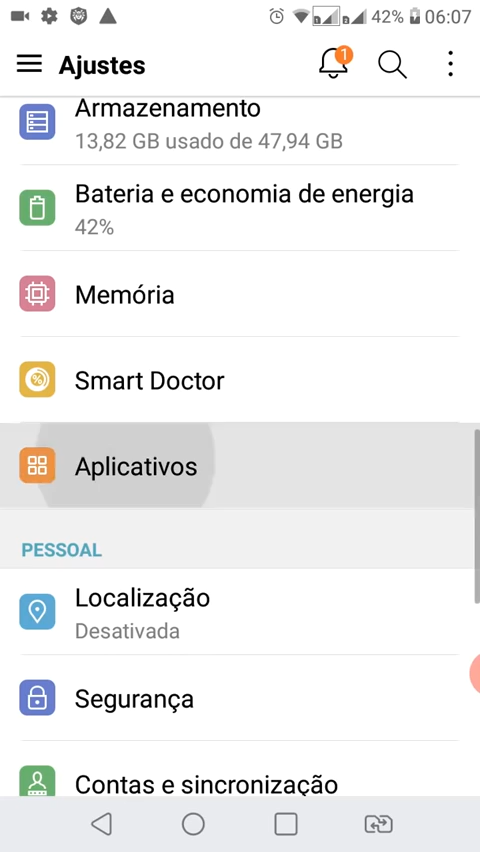 42% 06:07
Ajustes
1
Armazenamento
13,82 GB usado de 47,94 GB
Bateria e economia de energia
42%
Memória
Smart Doctor
Aplicativos
PESSOAL
Localização
Desativada
Segurança
Contas e sincronização